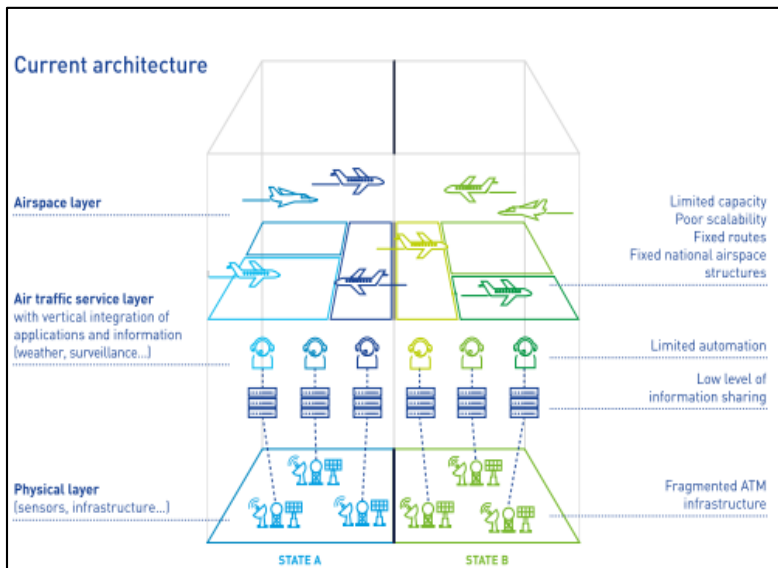 Current architecture
Airspace layer
Limited capacity
Poor scalability
Fixed routes
Fixed national airspace
structures
Air traffic service layer
with vertical integration of
applications and information
(weather, surveillance...)
Limited automation
Low level of
information sharing
Physical layer
(sensors, infrastructure...)
Fragmented ATM
infrastructure
STATE A
STATE B